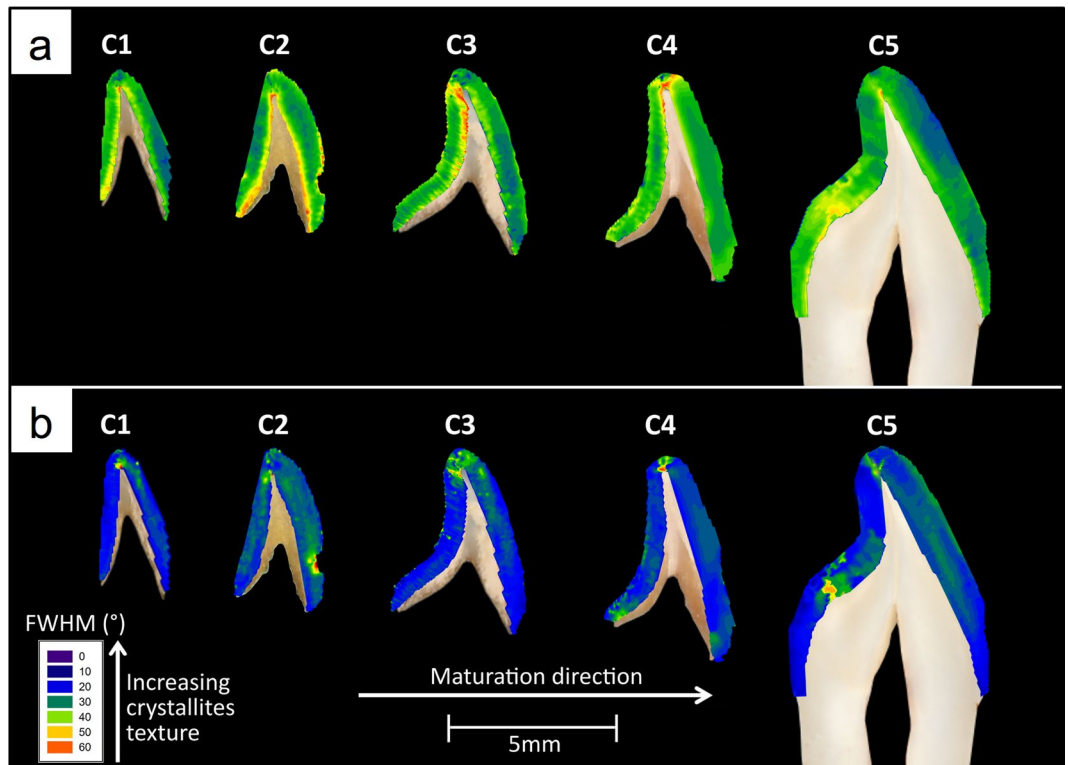 a
C1 C2 C3 C4 C5
b
C1 C2 C3 C4 C5
FWHM (°)
0
10
20
30
40
50
60
Increasing
crystallites
texture
Maturation direction
5mm